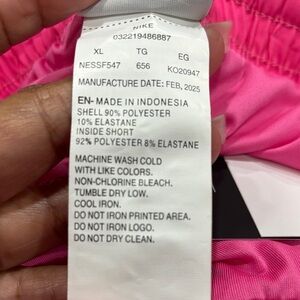 NIKE
032219486887
XL TG EG
NESSF547 656 KO20947
MANUFACTURE DATE: FEB, 2025
EN- MADE IN INDONESIA
SHELL 90% POLYESTER
10% ELASTANE
INSIDE SHORT
92% POLYESTER 8% ELASTANE
MACHINE WASH COLD
WITH LIKE COLORS.
NON-CHLORINE BLEACH.
TUMBLE DRY LOW.
COOL IRON.
DO NOT IRON PRINTED AREA.
DO NOT IRON LOGO.
DO NOT DRY CLEAN.